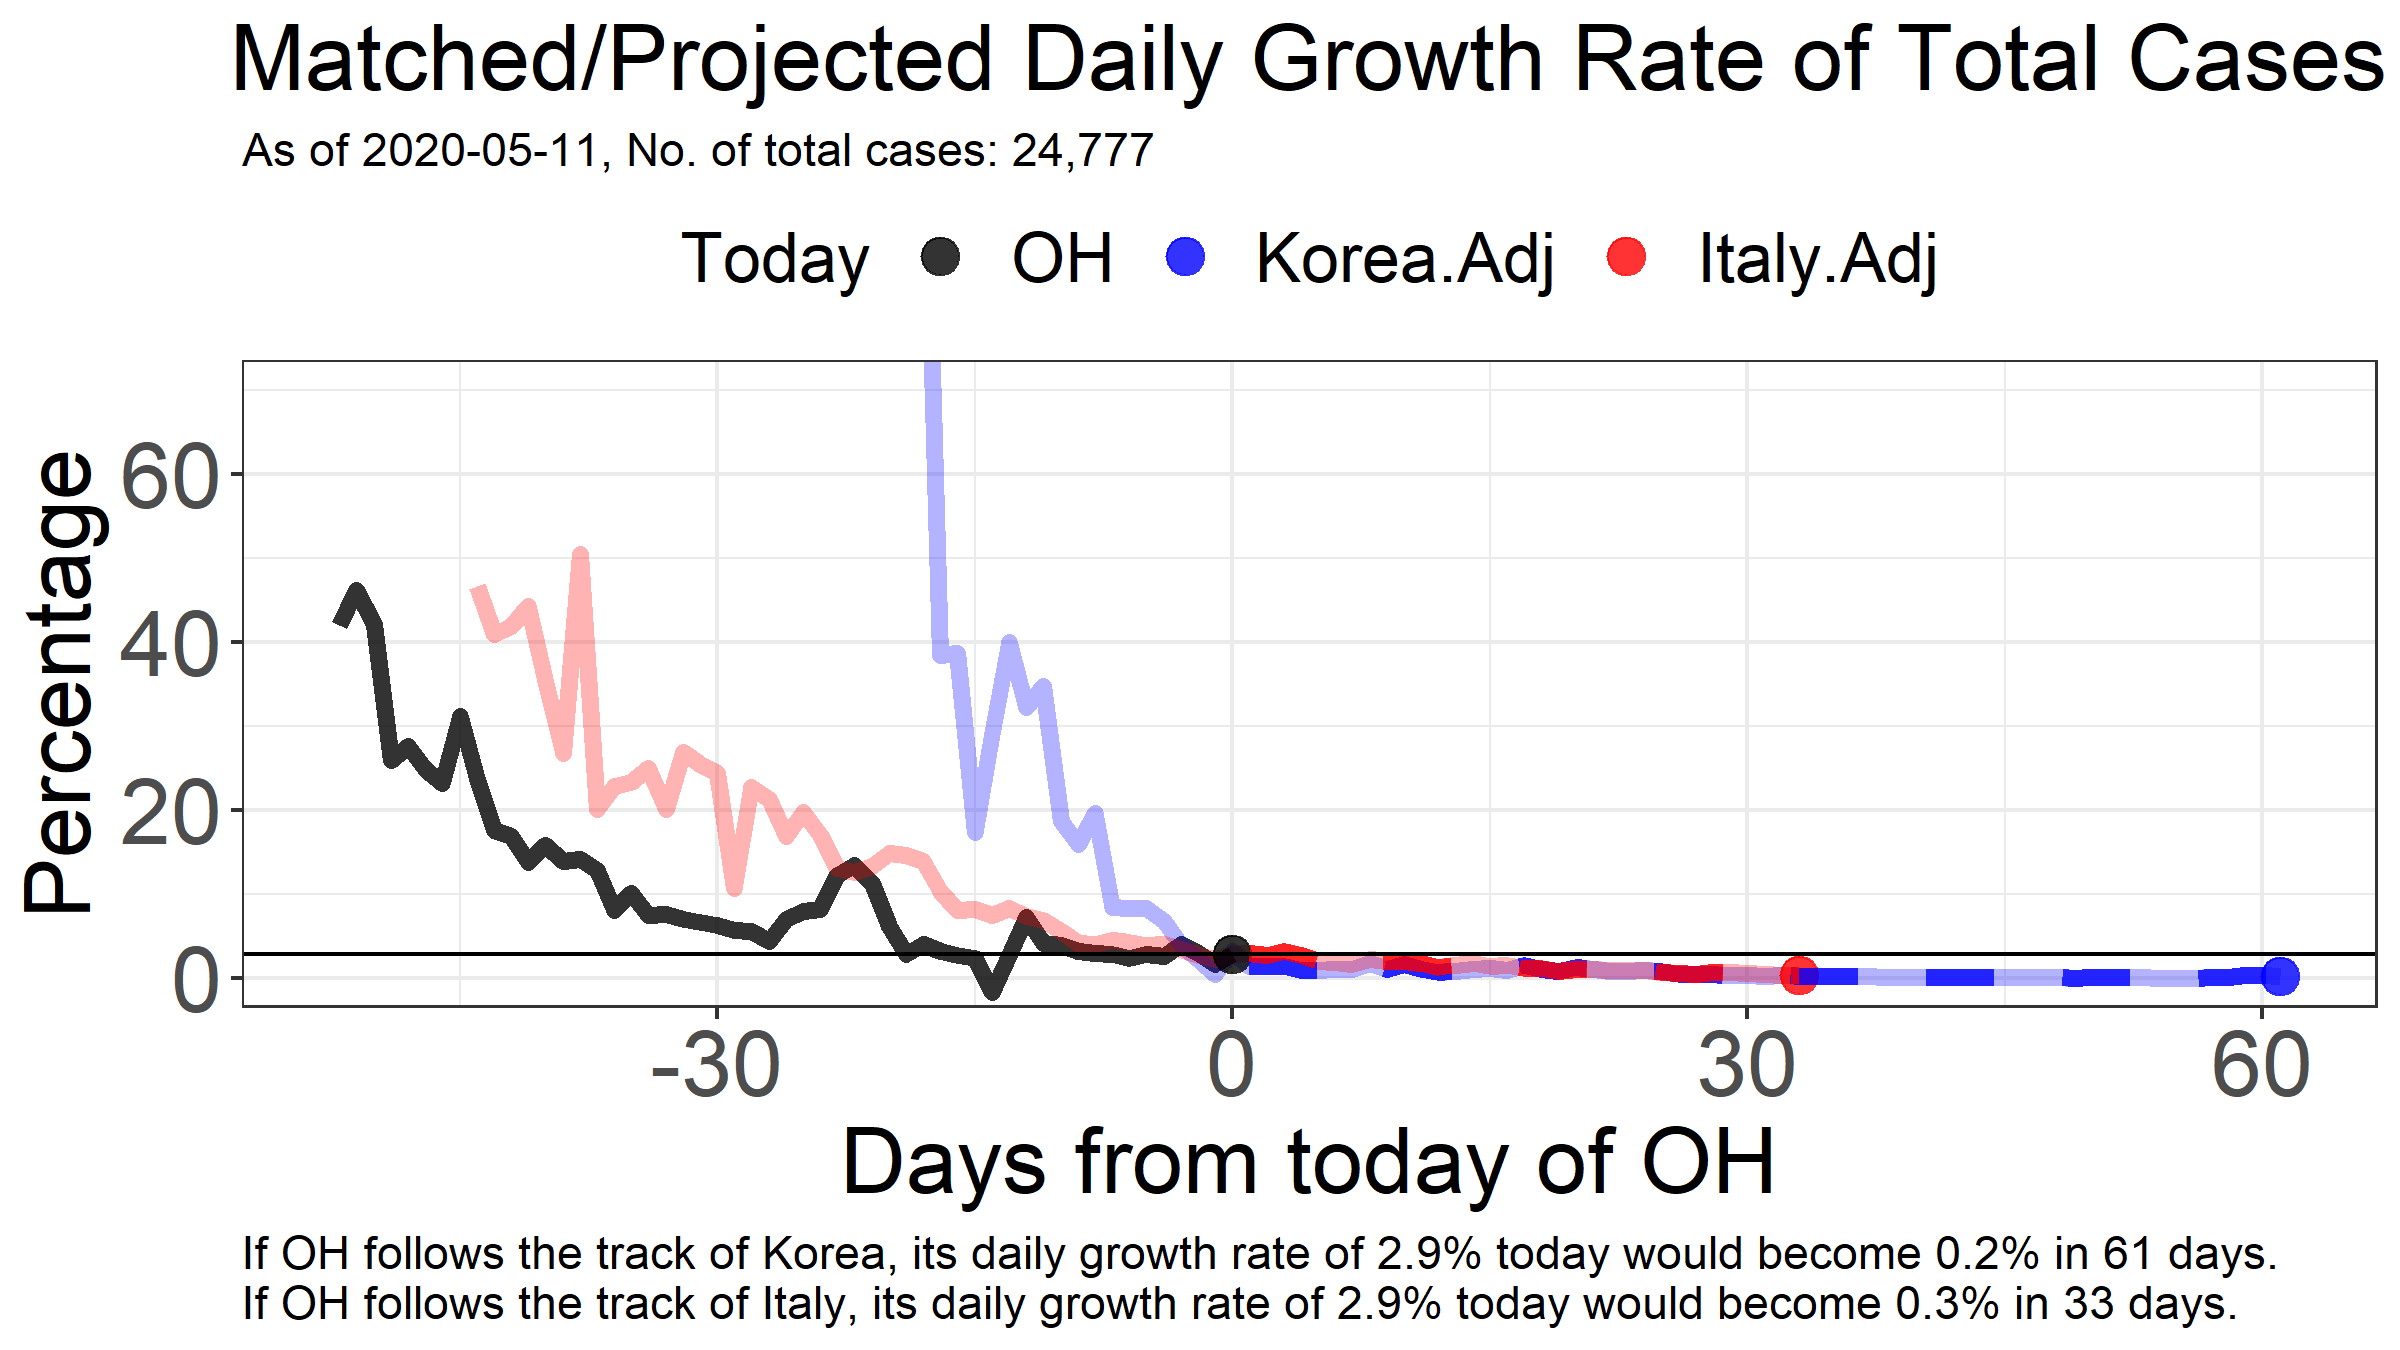 Matched/Projected Daily Growth Rate of Total Cases
As of 2020-05-11, No. of total cases: 24,777
Today OH Korea.Adj Italy.Adj
Percentage
60
40
20
0
-30 0 30 60
Days from today of OH
If OH follows the track of Korea, its daily growth rate of 2.9% today would become 0.2% in 61 days.
If OH follows the track of Italy, its daily growth rate of 2.9% today would become 0.3% in 33 days.